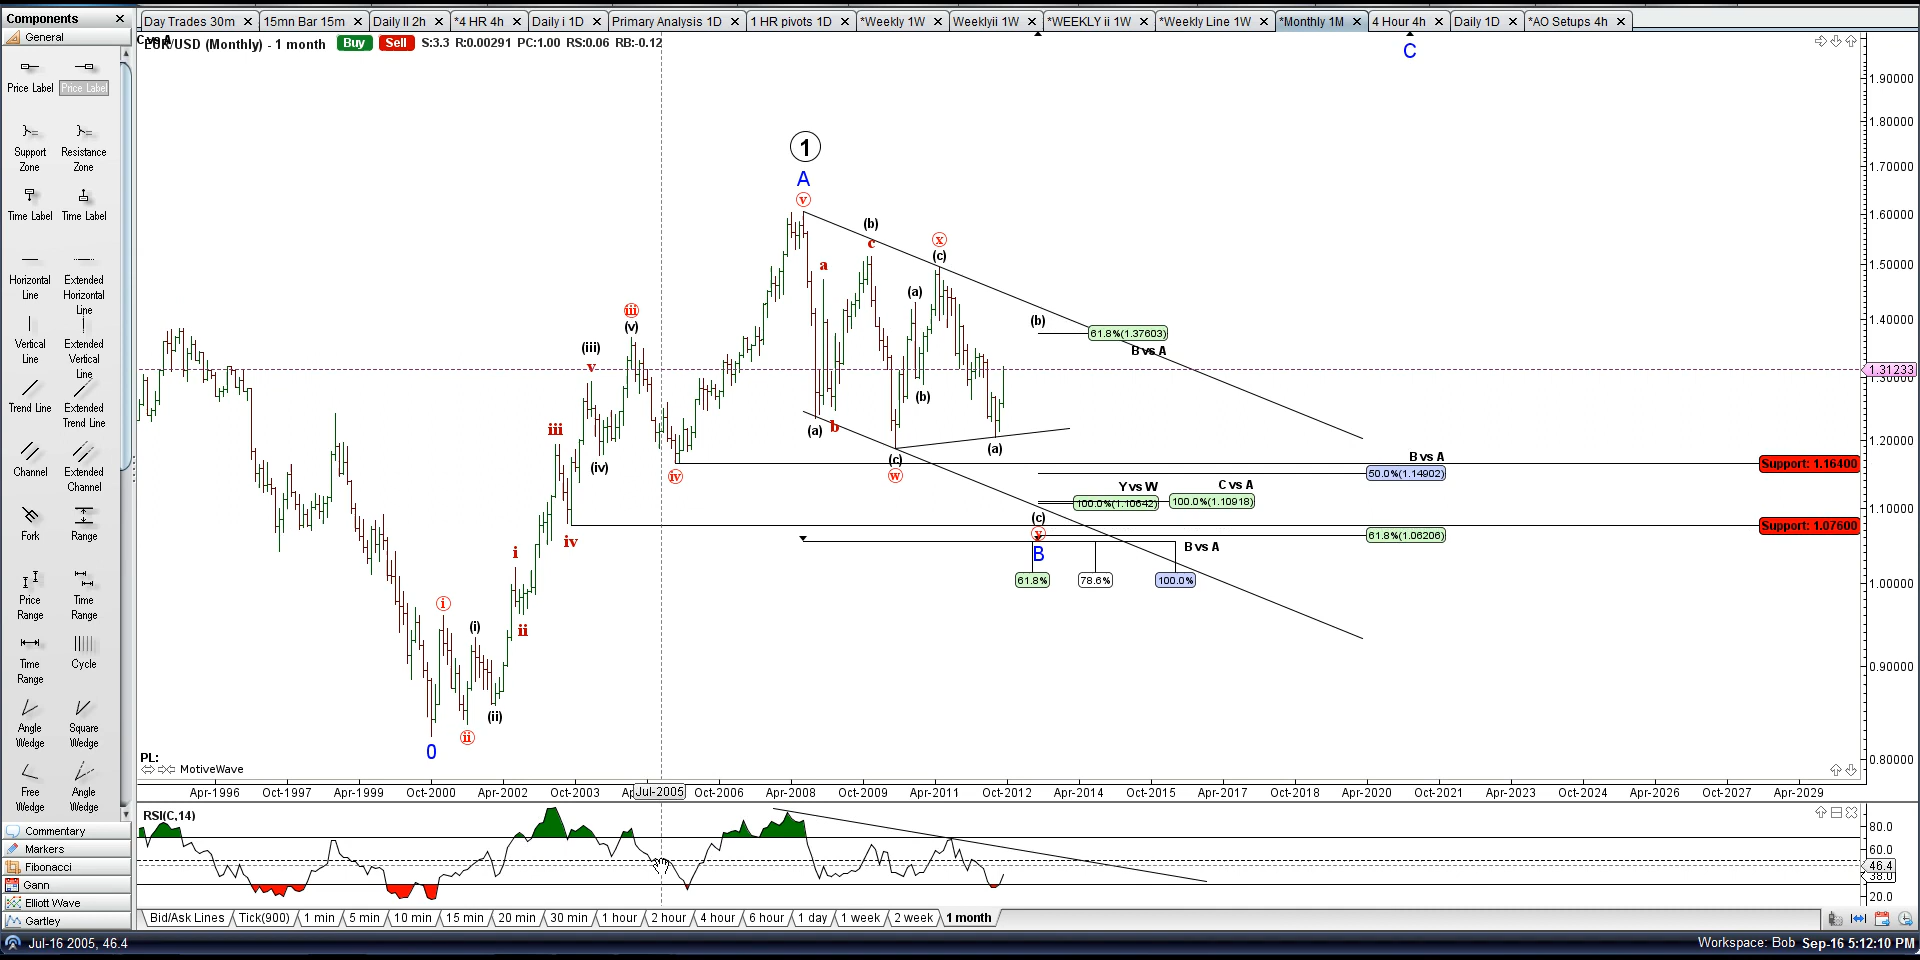 Components ×
General
Price Label Price Label
Support Zone Resistance Zone
Time Label Time Label
Horizontal Line Extended Horizontal Line
Vertical Line Extended Vertical Line
Trend Line Extended Trend Line
Channel Extended Channel
Fork Range
Price Range Time Range
Time Range Cycle
Angle Wedge Square Wedge
Free Wedge Angle Wedge
Commentary
Markers
Fibonacci
Gann
Elliott Wave
Gartley
Day Trades 30m × 15mn Bar 15m × Daily II 2h × *4 HR 4h × Daily i 1D × Primary Analysis 1D × 1 HR pivots 1D × *Weekly 1W × Weeklyii 1W × *WEEKLY ii 1W × *Weekly Line 1W × *Monthly 1M × 4 Hour 4h × Daily 1D × *AO Setups 4h ×
C vs A
EUR/USD (Monthly) - 1 month Buy Sell S:3.3 R:0.00291 PC:1.00 RS:0.06 RB:-0.12
C
1
A
v
(b)
c
x
(c)
a
(a)
iii
(v)
(b)
61.8%(1.37603)
B vs A
(iii)
v
(b)
iii
(a) b
(iv)
(c)
w
(a)
iv
B vs A
50.0%(1.14902)
Support: 1.16400
Y vs W C vs A
100.0%(1.10642) 100.0%(1.10918)
(c)
y
B
Support: 1.07600
61.8%(1.06206)
B vs A
iv
i
61.8% 78.6% 100.0%
i
(i)
ii
(ii)
ii
0
PL:
MotiveWave
1.90000
1.80000
1.70000
1.60000
1.50000
1.40000
1.31233
1.30000
1.20000
1.10000
1.00000
0.90000
0.80000
Apr-1996 Oct-1997 Apr-1999 Oct-2000 Apr-2002 Oct-2003 Jul-2005 Oct-2006 Apr-2008 Oct-2009 Apr-2011 Oct-2012 Apr-2014 Oct-2015 Apr-2017 Oct-2018 Apr-2020 Oct-2021 Apr-2023 Oct-2024 Apr-2026 Oct-2027 Apr-2029
RSI(C,14)
80.0
60.0
46.4
38.0
20.0
Bid/Ask Lines Tick(900) 1 min 5 min 10 min 15 min 20 min 30 min 1 hour 2 hour 4 hour 6 hour 1 day 1 week 2 week 1 month
Jul-16 2005, 46.4 Workspace: Bob Sep-16 5:12:10 PM